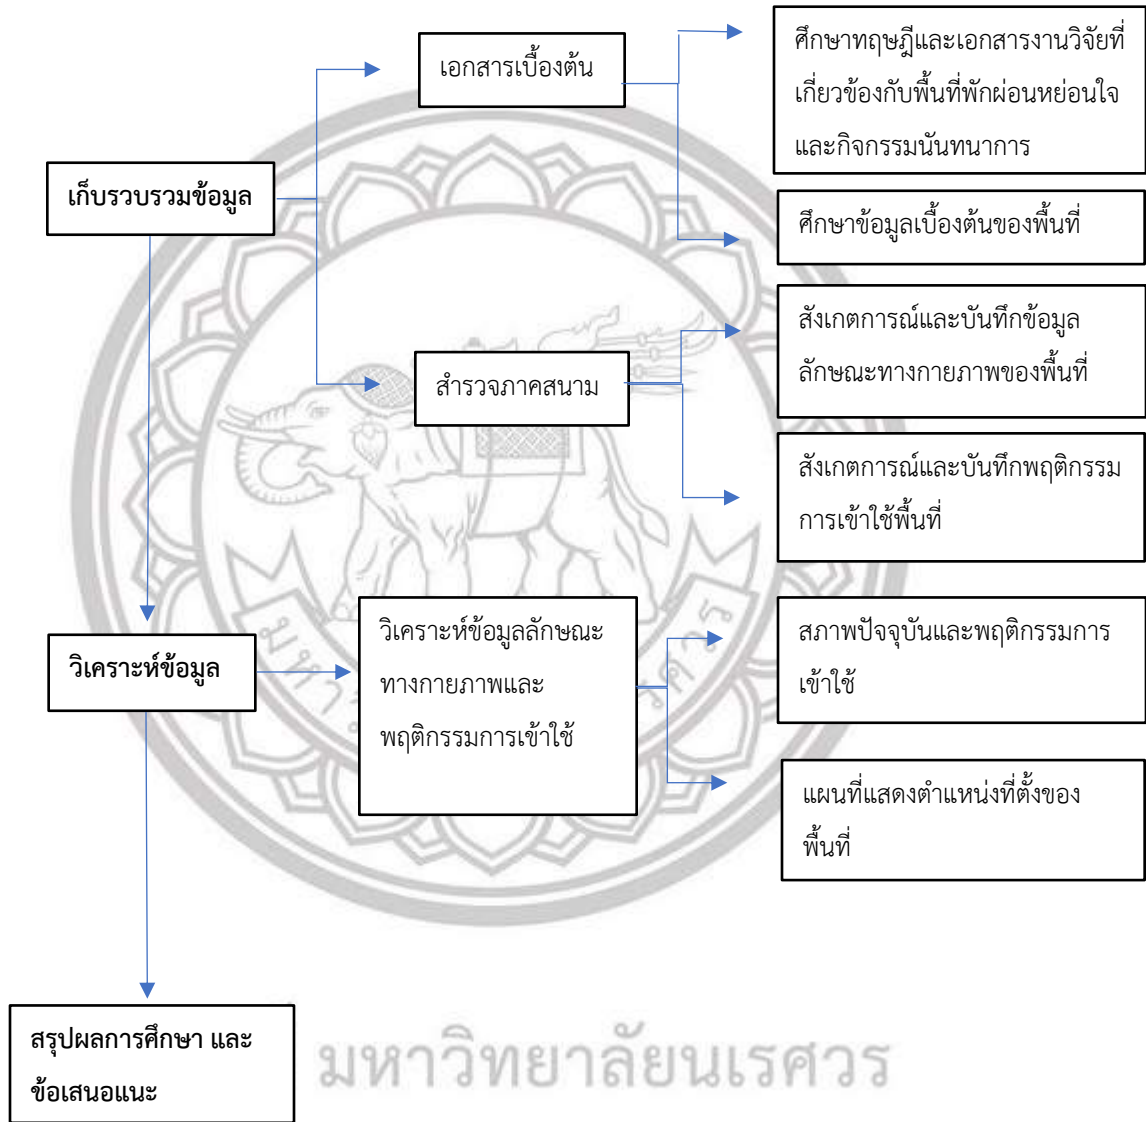 เอกสารเบื้องต้น
ศึกษาทฤษฎีและเอกสารงานวิจัยที่
เกี่ยวข้องกับพื้นที่พักผ่อนหย่อนใจ
และกิจกรรมนันทนาการ
เก็บรวบรวมข้อมูล
ศึกษาข้อมูลเบื้องต้นของพื้นที่
สำรวจภาคสนาม
สังเกตการณ์และบันทึกข้อมูล
ลักษณะทางกายภาพของพื้นที่
สังเกตการณ์และบันทึกพฤติกรรม
การเข้าใช้พื้นที่
วิเคราะห์ข้อมูล
วิเคราะห์ข้อมูลลักษณะ
ทางกายภาพและ
พฤติกรรมการเข้าใช้
สภาพปัจจุบันและพฤติกรรมการ
เข้าใช้
แผนที่แสดงตำแหน่งที่ตั้งของ
พื้นที่
สรุปผลการศึกษา และ
ข้อเสนอแนะ
มหาวิทยาลัยนเรศวร